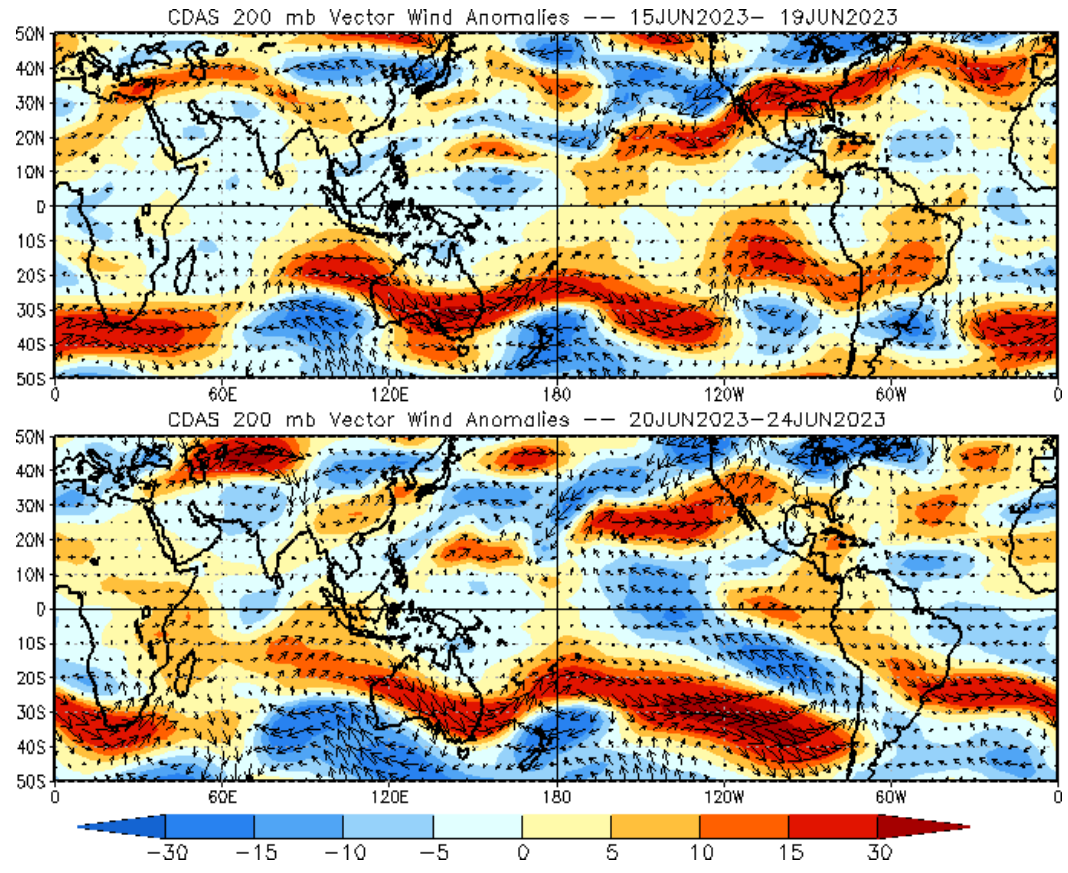 CDAS 200 mb Vector Wind Anomalies -- 15JUN2023- 19JUN2023
50N
40N
30N
20N
10N
0
10S
20S
30S
40S
50S
0 60E 120E 180 120W 60W 0
CDAS 200 mb Vector Wind Anomalies -- 20JUN2023-24JUN2023
50N
40N
30N
20N
10N
0
10S
20S
30S
40S
50S
0 60E 120E 180 120W 60W 0
-30 -15 -10 -5 0 5 10 15 30